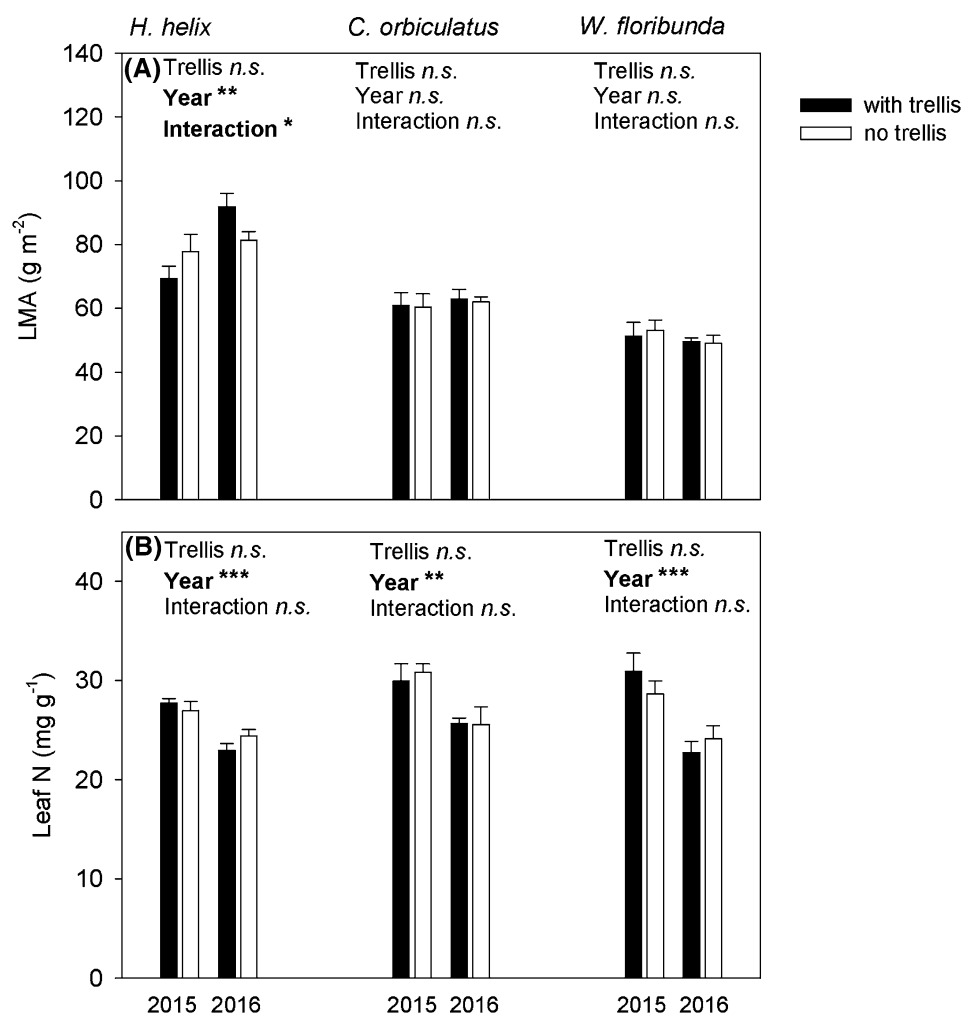 H. helix C. orbiculatus W. floribunda
140
120
100
80
60
40
20
0
LMA (g m-2)
(A) Trellis n.s.
Year **
Interaction *
Trellis n.s.
Year n.s.
Interaction n.s.
Trellis n.s.
Year n.s.
Interaction n.s.
with trellis
no trellis
40
30
20
10
0
Leaf N (mg g-1)
(B) Trellis n.s.
Year ***
Interaction n.s.
Trellis n.s.
Year **
Interaction n.s.
Trellis n.s.
Year ***
Interaction n.s.
2015 2016 2015 2016 2015 2016